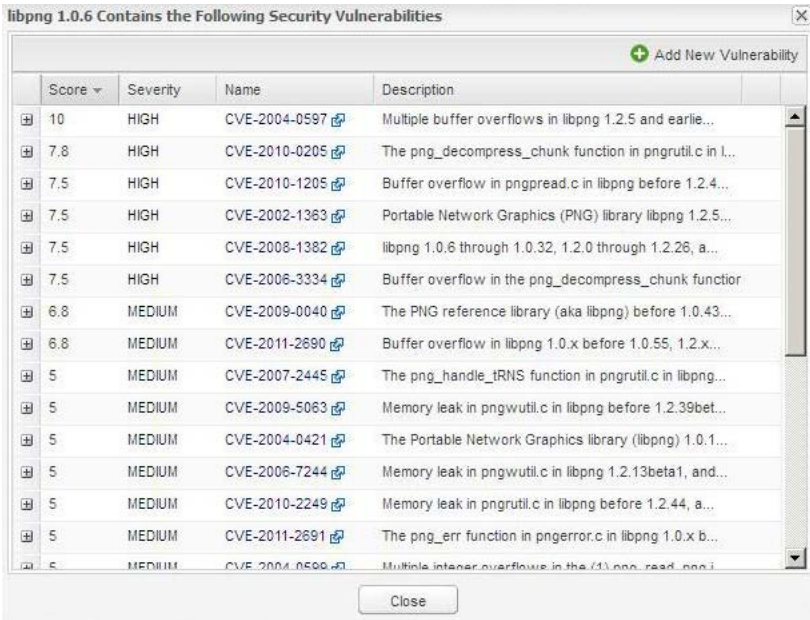 libpng 1.0.6 Contains the Following Security Vulnerabilities
Add New Vulnerability
Score Severity Name Description
10 HIGH CVE-2004-0597 Multiple buffer overflows in libpng 1.2.5 and earlie...
7.8 HIGH CVE-2010-0205 The png_decompress_chunk function in pngrutil.c in l...
7.5 HIGH CVE-2010-1205 Buffer overflow in pngpread.c in libpng before 1.2.4...
7.5 HIGH CVE-2002-1363 Portable Network Graphics (PNG) library libpng 1.2.5...
7.5 HIGH CVE-2008-1382 libpng 1.0.6 through 1.0.32, 1.2.0 through 1.2.26, a...
7.5 HIGH CVE-2006-3334 Buffer overflow in the png_decompress_chunk function
6.8 MEDIUM CVE-2009-0040 The PNG reference library (aka libpng) before 1.0.43...
6.8 MEDIUM CVE-2011-2690 Buffer overflow in libpng 1.0.x before 1.0.55, 1.2.x...
5 MEDIUM CVE-2007-2445 The png_handle_tRNS function in pngrutil.c in libpng...
5 MEDIUM CVE-2009-5063 Memory leak in pngwutil.c in libpng before 1.2.39bet...
5 MEDIUM CVE-2004-0421 The Portable Network Graphics library (libpng) 1.0.1...
5 MEDIUM CVE-2006-7244 Memory leak in pngwutil.c in libpng 1.2.13beta1, and...
5 MEDIUM CVE-2010-2249 Memory leak in pngrutil.c in libpng before 1.2.44, a...
5 MEDIUM CVE-2011-2691 The png_err function in pngerror.c in libpng 1.0.x b...
5 MEDIUM CVE-2004-0599 Multiple integer overflows in the (1) png_read_png i...
Close